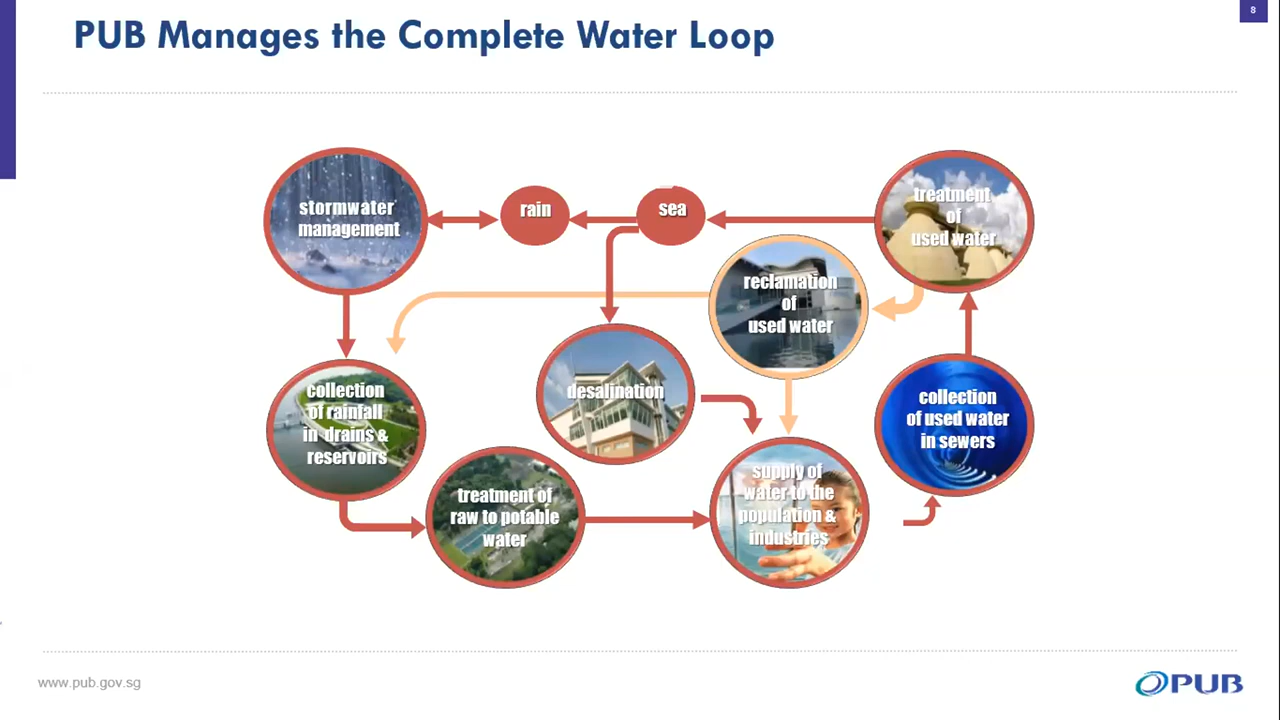 8
PUB Manages the Complete Water Loop
stormwater
management
rain
sea
treatment
of
used water
reclamation
of
used water
collection
of rainfall
in drains &
reservoirs
desalination
collection
of used water
in sewers
treatment of
raw to potable
water
supply of
water to the
population &
industries
www.pub.gov.sg
PUB